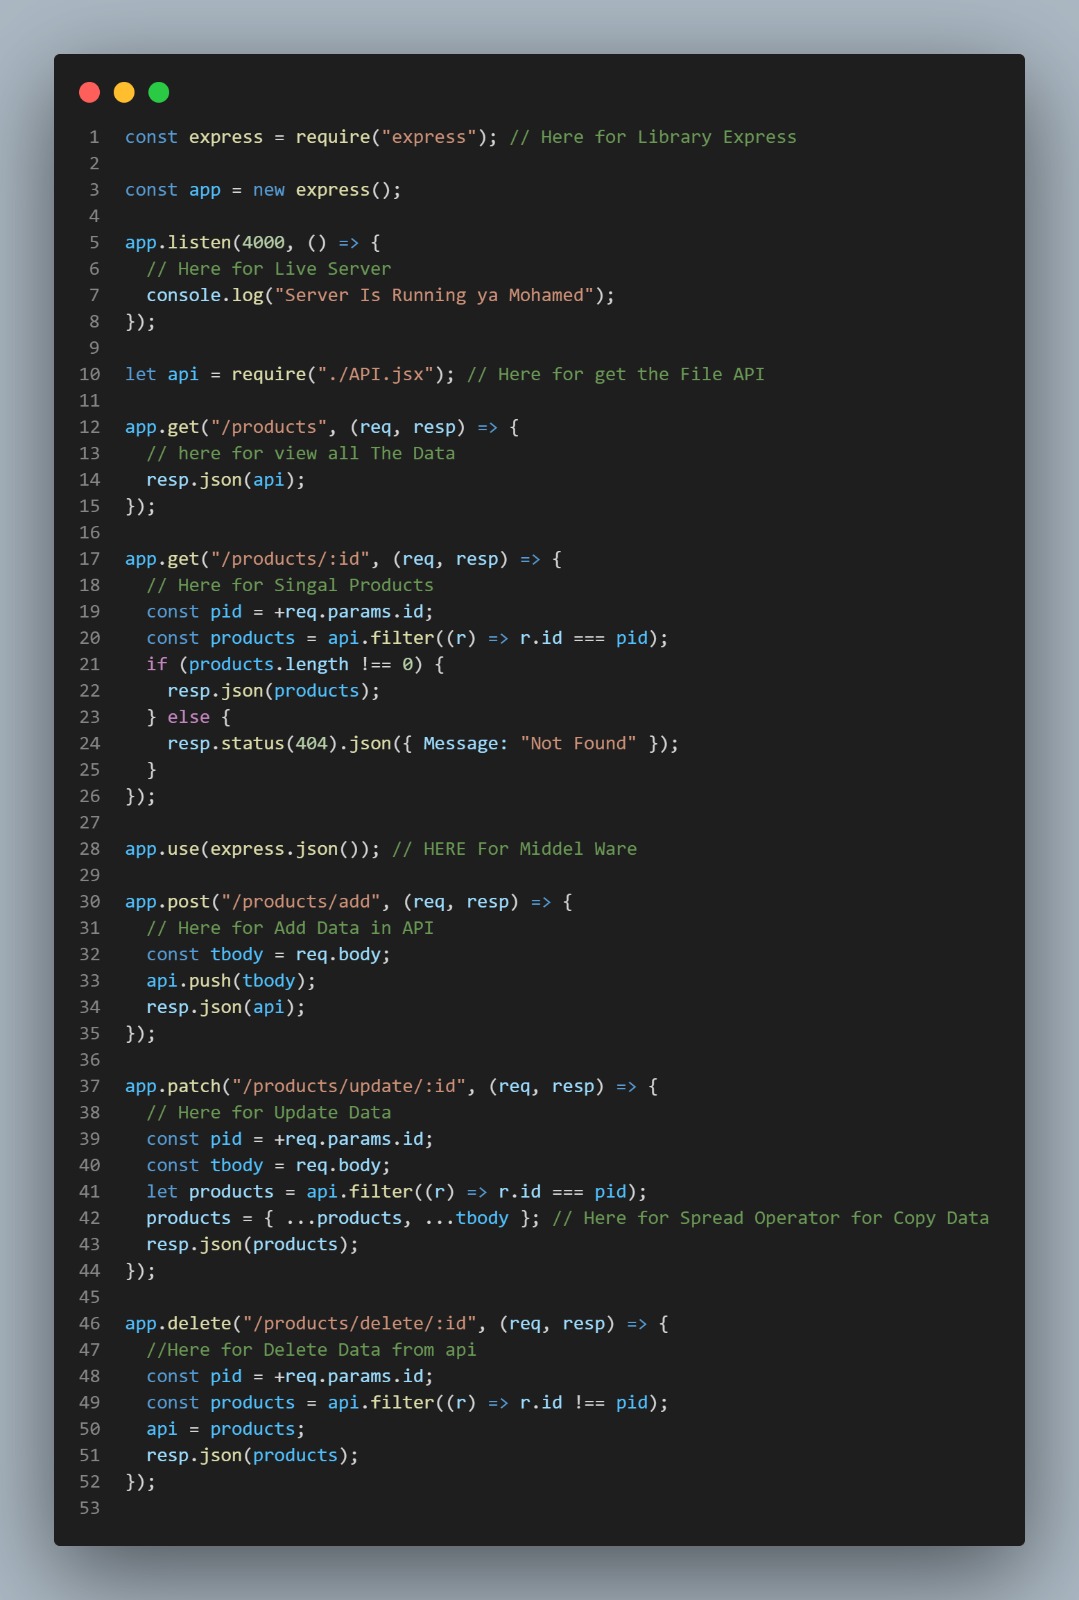 1 const express = require("express"); // Here for Library Express
2
3 const app = new express();
4
5 app.listen(4000, () => {
6   // Here for Live Server
7   console.log("Server Is Running ya Mohamed");
8 });
9
10 let api = require("./API.jsx"); // Here for get the File API
11
12 app.get("/products", (req, resp) => {
13   // here for view all The Data
14   resp.json(api);
15 });
16
17 app.get("/products/:id", (req, resp) => {
18   // Here for Singal Products
19   const pid = +req.params.id;
20   const products = api.filter((r) => r.id === pid);
21   if (products.length !== 0) {
22     resp.json(products);
23   } else {
24     resp.status(404).json({ Message: "Not Found" });
25   }
26 });
27
28 app.use(express.json()); // HERE For Middel Ware
29
30 app.post("/products/add", (req, resp) => {
31   // Here for Add Data in API
32   const tbody = req.body;
33   api.push(tbody);
34   resp.json(api);
35 });
36
37 app.patch("/products/update/:id", (req, resp) => {
38   // Here for Update Data
39   const pid = +req.params.id;
40   const tbody = req.body;
41   let products = api.filter((r) => r.id === pid);
42   products = { ...products, ...tbody }; // Here for Spread Operator for Copy Data
43   resp.json(products);
44 });
45
46 app.delete("/products/delete/:id", (req, resp) => {
47   //Here for Delete Data from api
48   const pid = +req.params.id;
49   const products = api.filter((r) => r.id !== pid);
50   api = products;
51   resp.json(products);
52 });
53